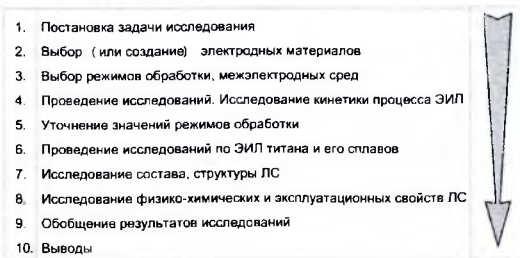 1. Постановка задачи исследования
2. Выбор ( или создание) электродных материалов
3. Выбор режимов обработки, межэлектродных сред
4. Проведение исследований. Исследование кинетики процесса ЭИЛ
5. Уточнение значений режимов обработки
6. Проведение исследований по ЭИЛ титана и его сплавов
7. Исследование состава, структуры ЛС
8. Исследование физико-химических и эксплуатационных свойств ЛС
9. Обобщение результатов исследований
10. Выводы